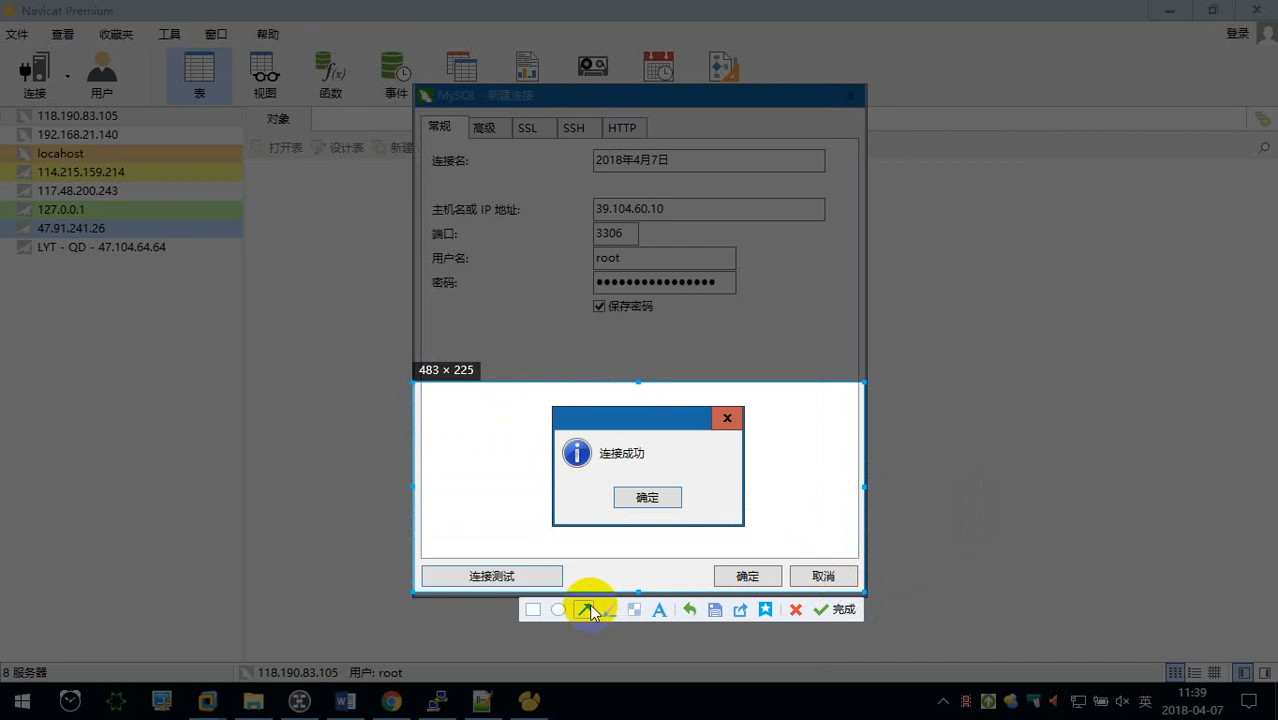 Navicat Premium
文件 查看 收藏夹 工具 窗口 帮助 登录
连接 用户 表 视图 函数 事件
MySQL - 新建连接
118.190.83.105
192.168.21.140
locahost
114.215.159.214
117.48.200.243
127.0.0.1
47.91.241.26
LYT - QD - 47.104.64.64
对象
打开表 设计表 新建
常规 高级 SSL SSH HTTP
连接名: 2018年4月7日
主机名或 IP 地址: 39.104.60.10
端口: 3306
用户名: root
密码: ●●●●●●●●●●●●●●●●
保存密码
483 × 225
连接成功
确定
连接测试 确定 取消
A 完成
8 服务器 118.190.83.105 用户: root
英
11:39
2018-04-07